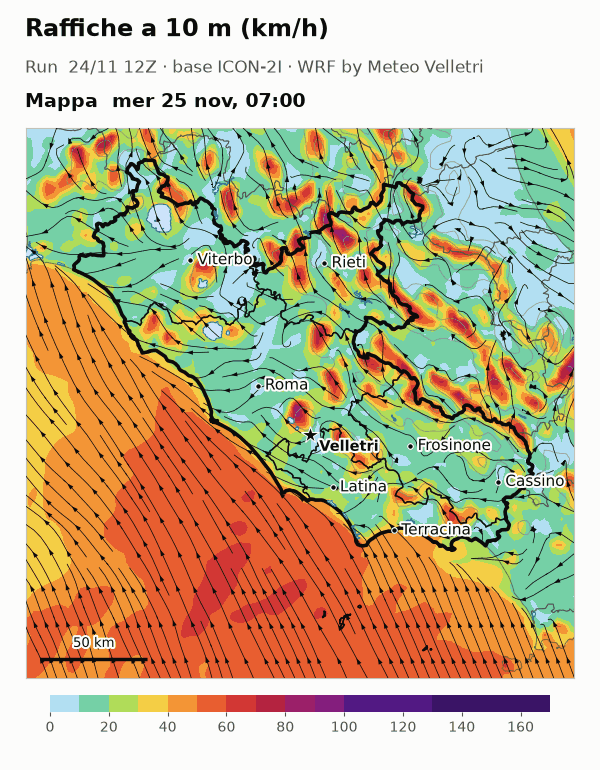 Raffiche a 10 m (km/h)
Run  24/11 12Z · base ICON-2I · WRF by Meteo Velletri
Mappa  mer 25 nov, 07:00
Viterbo
Rieti
Roma
Velletri
Frosinone
Latina
Cassino
Terracina
50 km
0 20 40 60 80 100 120 140 160